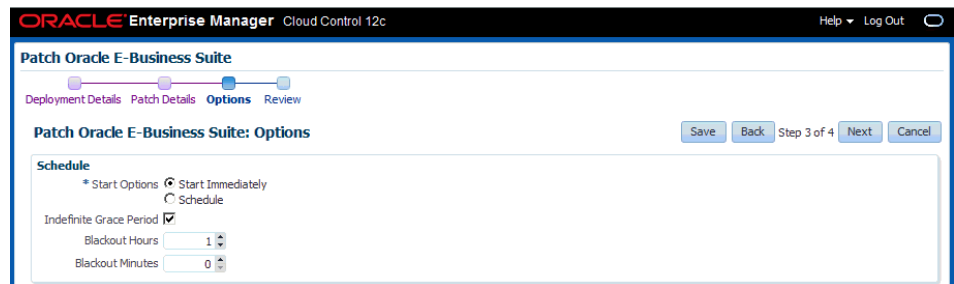 ORACLE Enterprise Manager Cloud Control 12c Help Log Out
Patch Oracle E-Business Suite
Deployment Details Patch Details Options Review
Patch Oracle E-Business Suite: Options Save Back Step 3 of 4 Next Cancel
Schedule
* Start Options Start Immediately
Schedule
Indefinite Grace Period
Blackout Hours 1
Blackout Minutes 0